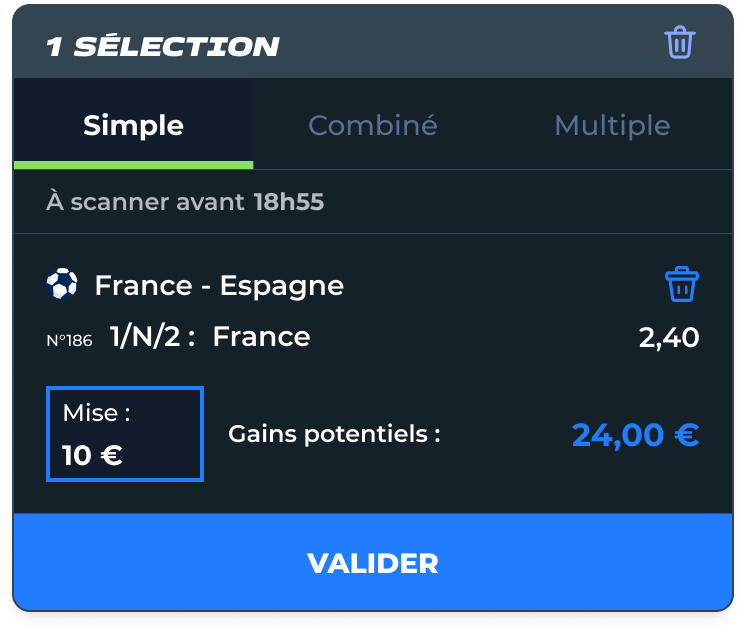 1 SÉLECTION
Simple Combiné Multiple
À scanner avant 18h55
France - Espagne
N°186 1/N/2 : France 2,40
Mise :
10 €
Gains potentiels : 24,00 €
VALIDER